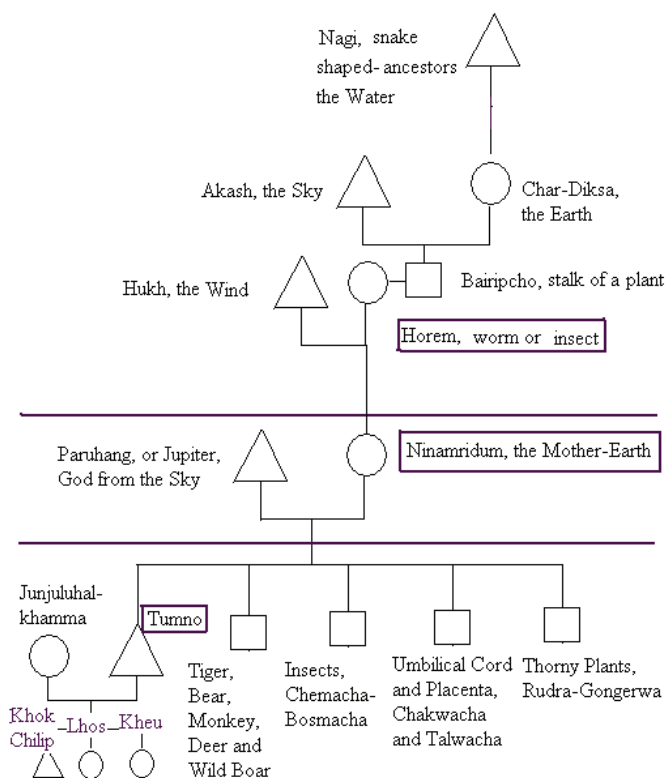 Nagi, snake
shaped-ancestors
the Water
Akash, the Sky
Char-Diksa,
the Earth
Hukh, the Wind
Bairipcho, stalk of a plant
Horem, worm or insect
Paruhang, or Jupiter,
God from the Sky
Ninamridum, the Mother-Earth
Junjuluhal-
khamma
Tumno
Tiger,
Bear,
Monkey,
Deer and
Wild Boar
Insects,
Chemacha-
Bosmacha
Umbilical Cord
and Placenta,
Chakwacha
and Talwacha
Thorny Plants,
Rudra-Gongerwa
Khok
Chilip
Lhos
Kheu